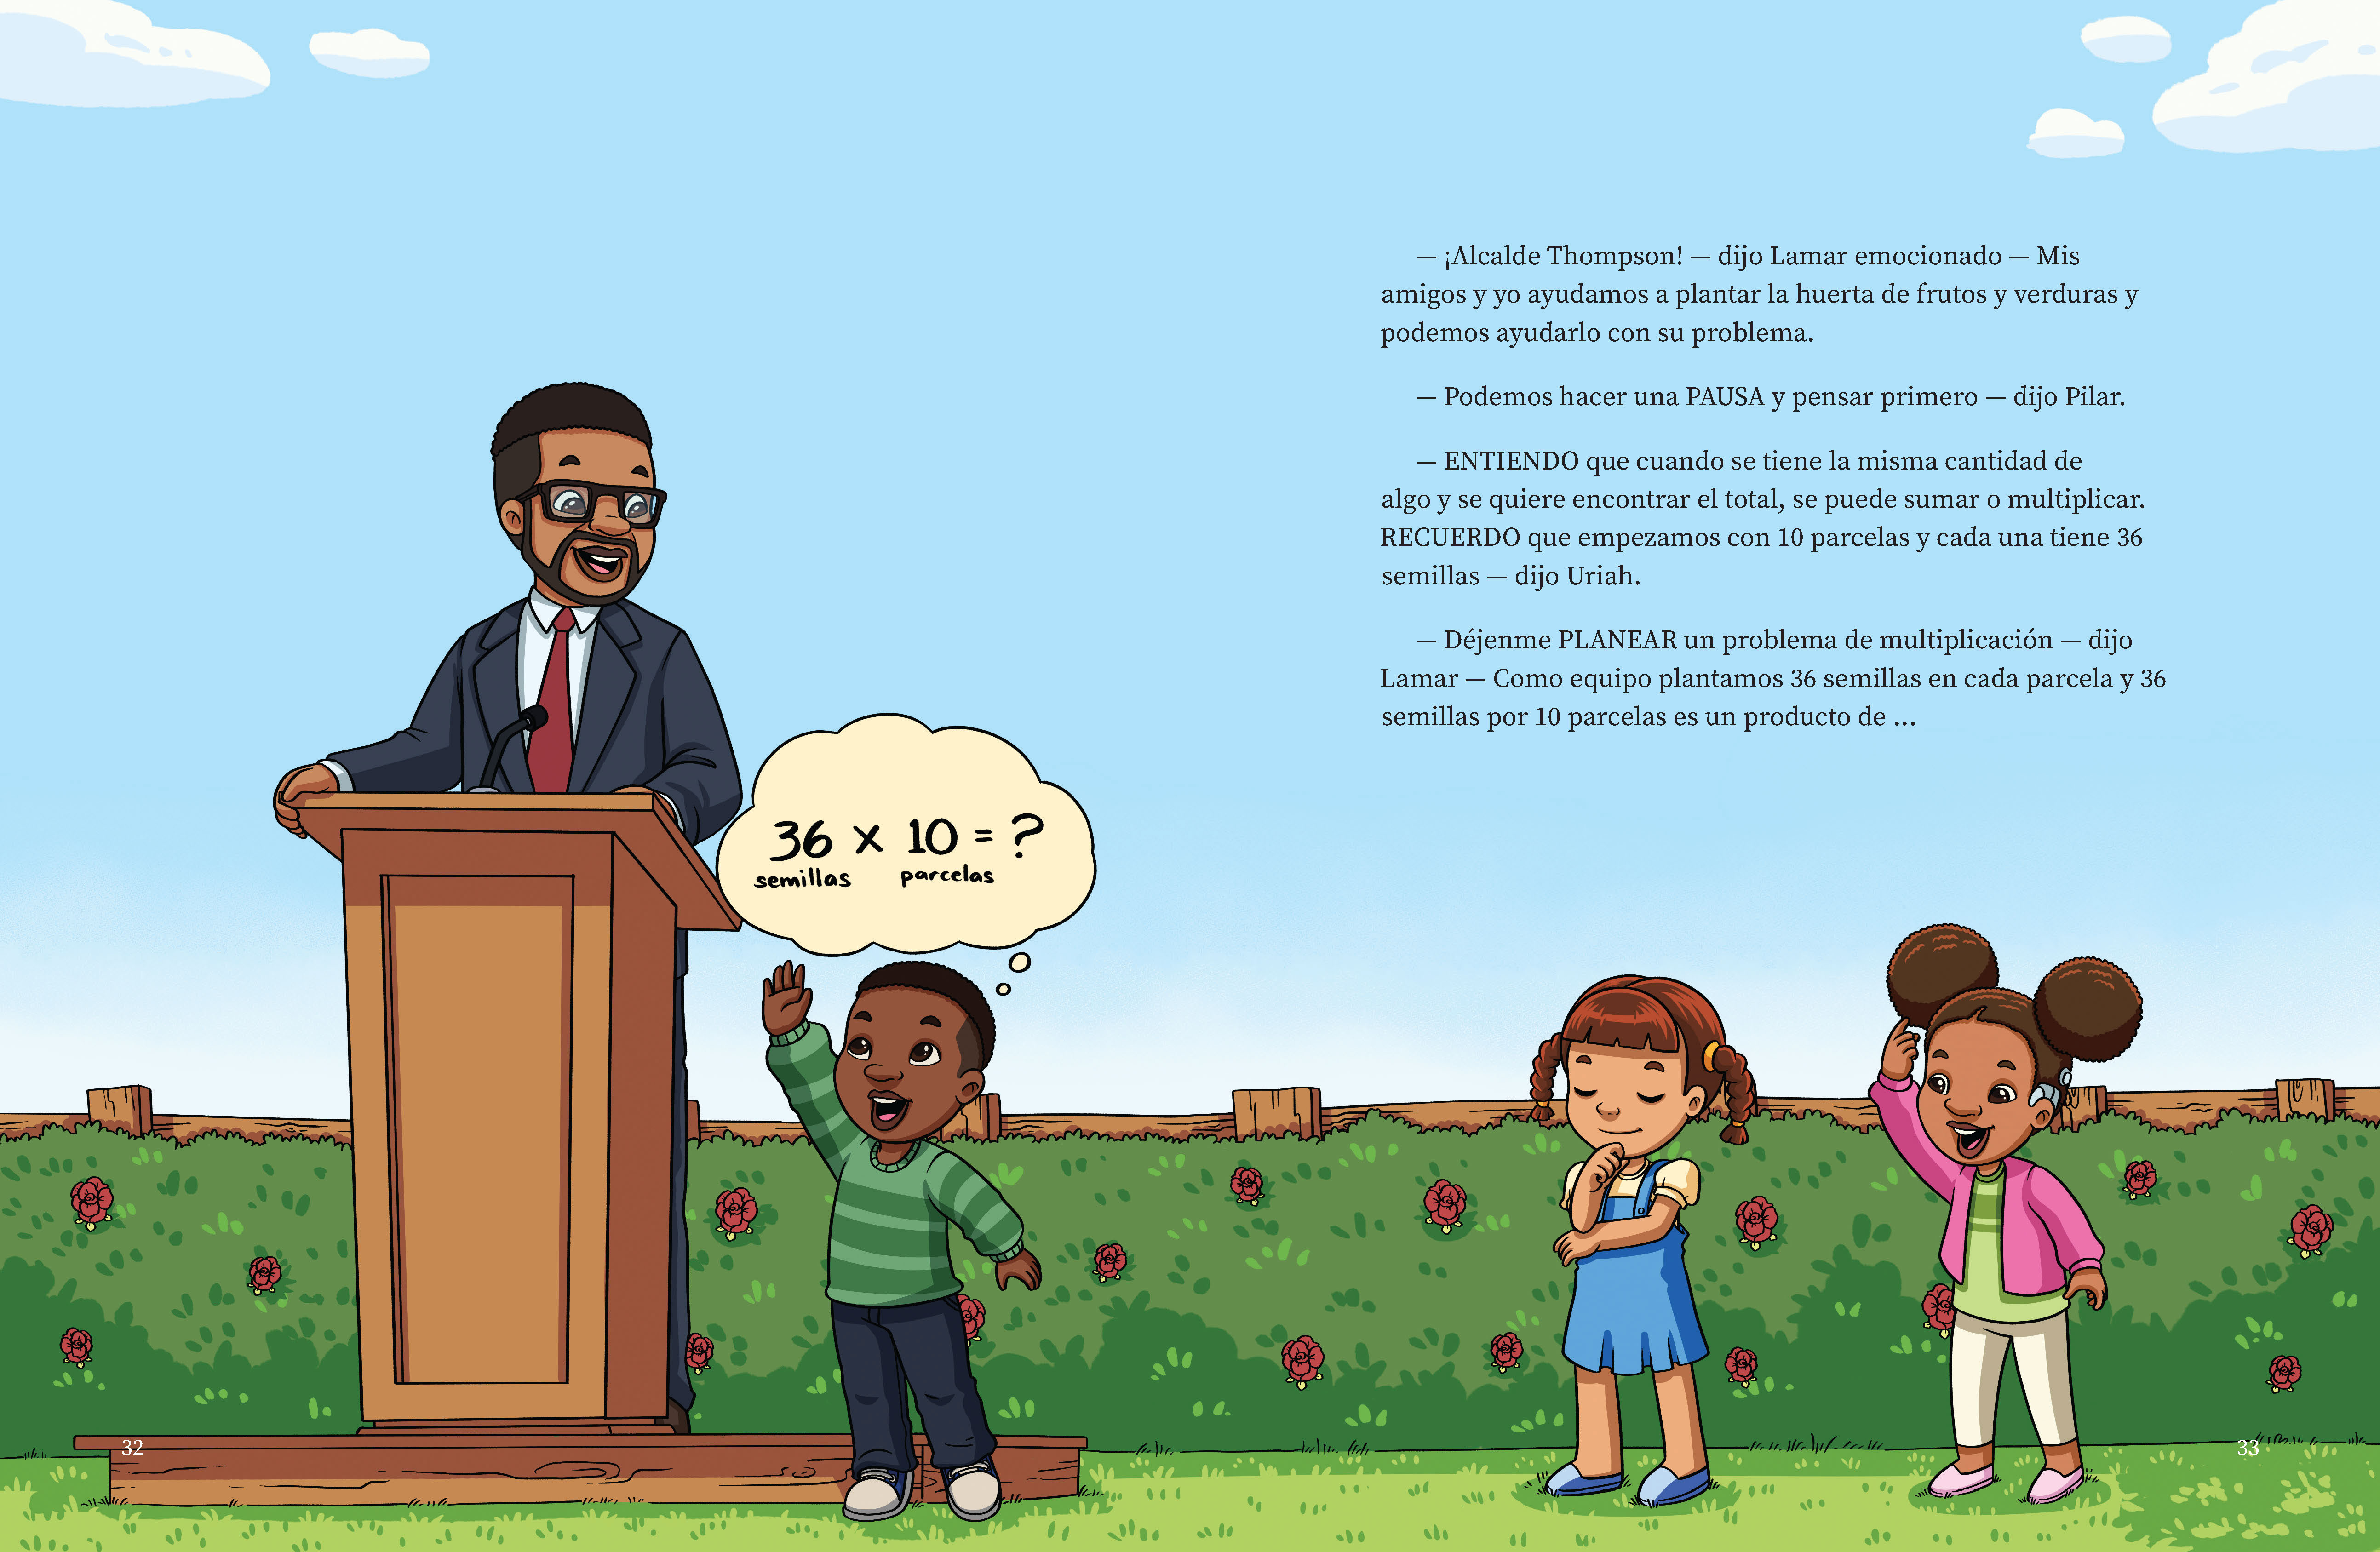 — ¡Alcalde Thompson! — dijo Lamar emocionado — Mis
amigos y yo ayudamos a plantar la huerta de frutos y verduras y
podemos ayudarlo con su problema.
— Podemos hacer una PAUSA y pensar primero — dijo Pilar.
— ENTIENDO que cuando se tiene la misma cantidad de
algo y se quiere encontrar el total, se puede sumar o multiplicar.
RECUERDO que empezamos con 10 parcelas y cada una tiene 36
semillas — dijo Uriah.
— Déjenme PLANEAR un problema de multiplicación — dijo
Lamar — Como equipo plantamos 36 semillas en cada parcela y 36
semillas por 10 parcelas es un producto de ...
36 x 10 = ?
semillas parcelas
32
33